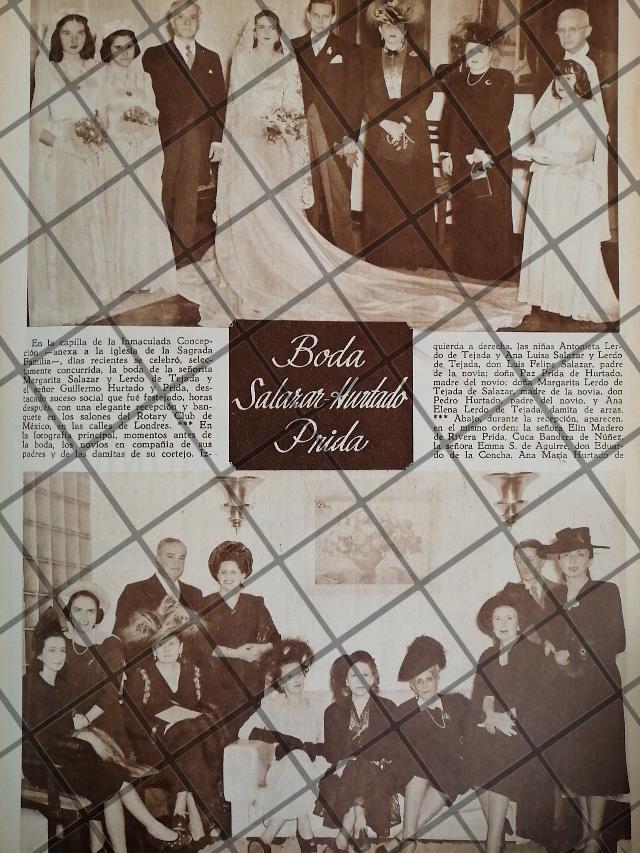 En la capilla de la Inmaculada Concep-
ción —anexa a la iglesia de la Sagrada
Familia—, días recientes se celebró, selec-
tamente concurrida, la boda de la señorita
Margarita Salazar y Lerdo de Tejada y
el señor Guillermo Hurtado y Prida, des-
tacado suceso social que fué festejado, horas
después con una elegante recepción y ban-
quete en los salones del Rotary Club de
México, en las calles de Londres. *** En
la fotografía principal, momentos antes de
la boda, los novios en compañía de sus
padres y de las damitas de su cortejo. Iz-
Boda
Salazar-Hurtado
Prida
quierda a derecha, las niñas Antonieta Ler-
do de Tejada y Ana Luisa Salazar y Lerdo
de Tejada, don Luis Felipe Salazar, padre
de la novia; doña Paz Prida de Hurtado,
madre del novio; doña Margarita Lerdo de
Tejada de Salazar, madre de la novia, don
Pedro Hurtado, padre del novio, y Ana
Elena Lerdo de Tejada, damita de arras.
*** Abajo, durante la recepción, aparecen,
en el mismo orden; la señora Elin Madero
de Rivera Prida, Cuca Bandera de Núñez,
la señora Emma S. de Aguirre, don Eduar-
do de la Concha, Ana María Hurtado de